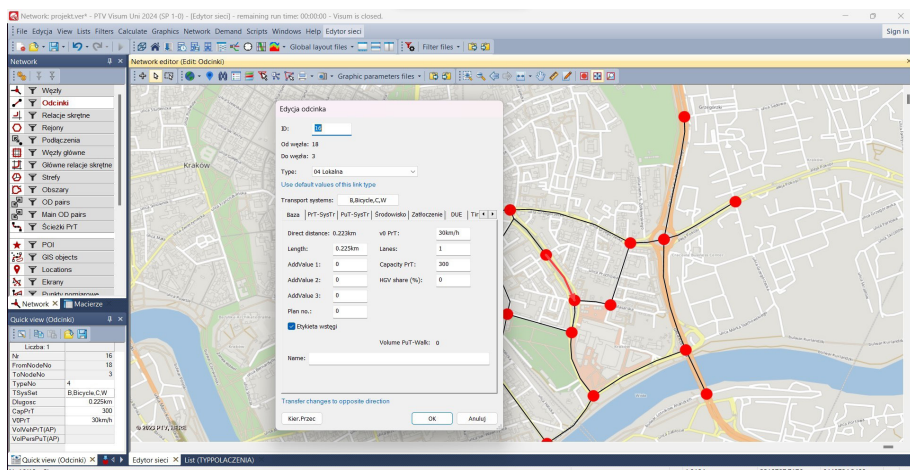 Network: projekt.ver* - PTV Visum Uni 2024 (SP 1-0) - [Edytor sieci] - remaining run time: 00:00:00 - Visum is closed.
File Edycja View Lists Filters Calculate Graphics Network Demand Scripts Windows Help Edytor sieci
Sign in
Global layout files
Filter files
Network
Network editor (Edit: Odcinki)
Graphic parameters files
Węzły
Odcinki
Relacje skrętne
Rejony
Podłączenia
Węzły główne
Główne relacje skrętne
Strefy
Obszary
OD pairs
Main OD pairs
Ścieżki PrT
POI
GIS objects
Locations
Ekrany
Punkty pomiarowe
Network
Macierze
Quick view (Odcinki)
Liczba: 1
Nr 16
FromNodeNo 18
ToNodeNo 3
TypeNo 4
TSysSet B,Bicycle,C,W
Dlugosc 0.225km
CapPrT 300
V0PrT 30km/h
VolVehPrT(AP)
VolPersPuT(AP)
Quick view (Odcinki)
Kraków
Edycja odcinka
ID: 16
Od węzła: 18
Do węzła: 3
Type: 04 Lokalna
Use default values of this link type
Transport systems: B,Bicycle,C,W
Baza PrT-SysTr PuT-SysTr Środowisko Zatłoczenie DUE
Direct distance: 0.223km v0 PrT: 30km/h
Length: 0.225km Lanes: 1
AddValue 1: 0 Capacity PrT: 300
AddValue 2: 0 HGV share (%): 0
AddValue 3: 0
Plan no.: 0
Etykieta wstęgi
Volume PuT-Walk: 0
Name:
Transfer changes to opposite direction
Kier.Przec OK Anuluj
Edytor sieci
List (TYPPOLACZENIA)